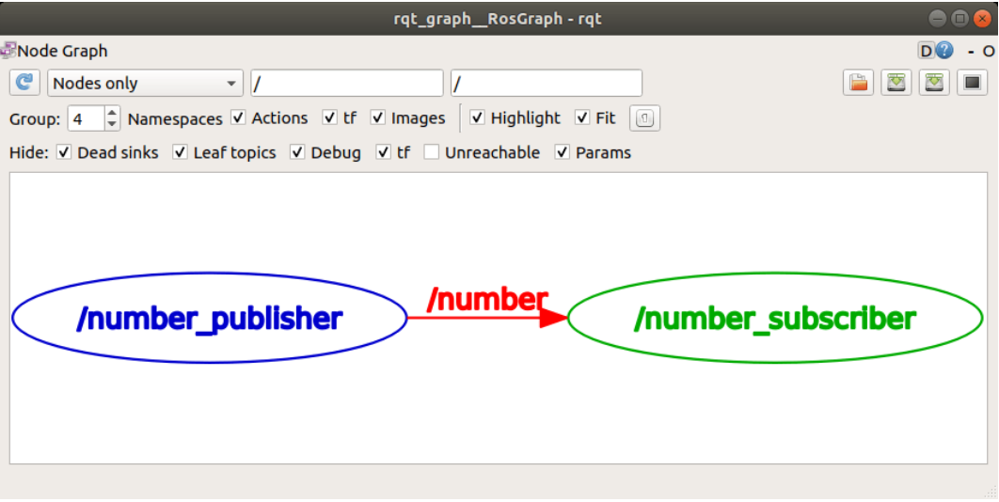 rqt_graph__RosGraph - rqt
Node Graph D ? - O
Nodes only / /
Group: 4 Namespaces Actions tf Images Highlight Fit
Hide: Dead sinks Leaf topics Debug tf Unreachable Params
/number_publisher /number /number_subscriber